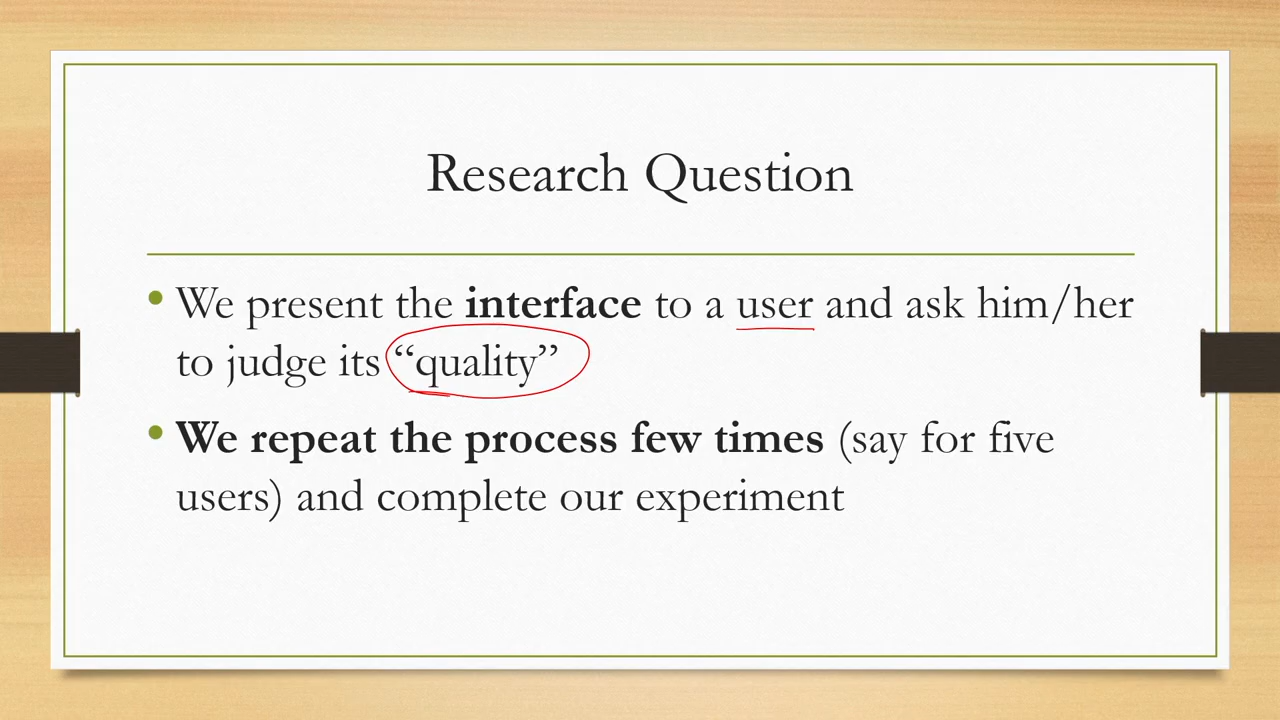 Research Question
• We present the interface to a user and ask him/her
to judge its “quality”
• We repeat the process few times (say for five
users) and complete our experiment